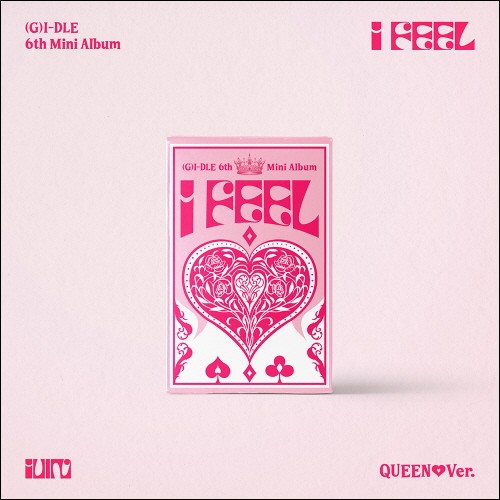 (G)I-DLE
6th Mini Album
i FEEL
(G)I-DLE 6th Mini Album
i FEEL
QUEEN Ver.